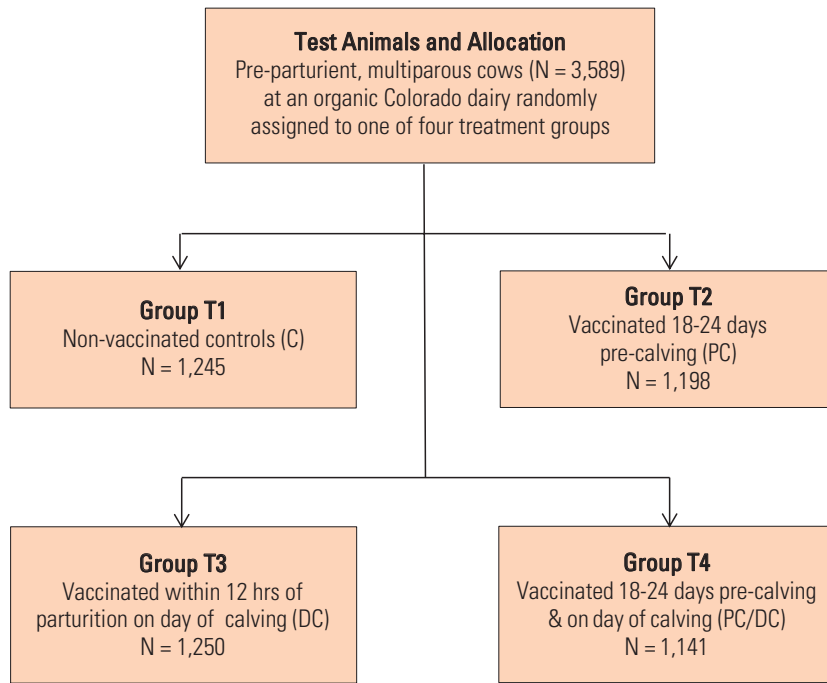 Test Animals and Allocation
Pre-parturient, multiparous cows (N = 3,589)
at an organic Colorado dairy randomly
assigned to one of four treatment groups
Group T1
Non-vaccinated controls (C)
N = 1,245
Group T2
Vaccinated 18-24 days
pre-calving (PC)
N = 1,198
Group T3
Vaccinated within 12 hrs of
parturition on day of calving (DC)
N = 1,250
Group T4
Vaccinated 18-24 days pre-calving
& on day of calving (PC/DC)
N = 1,141